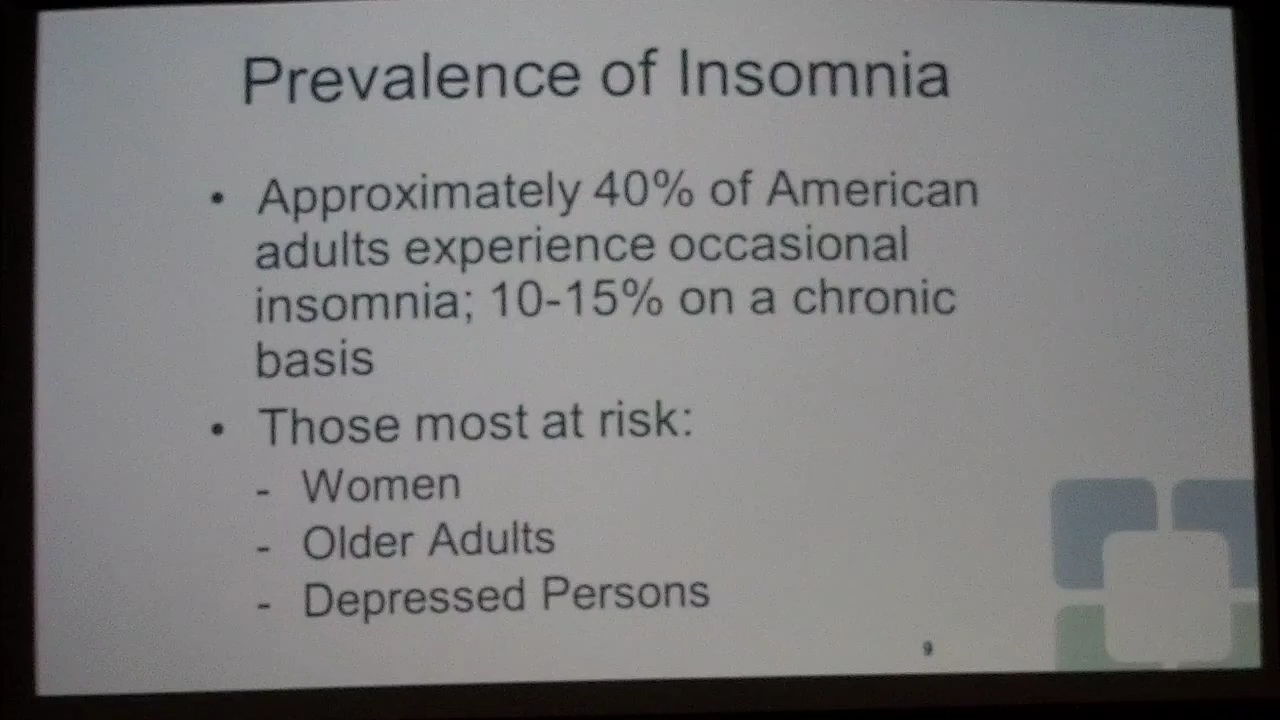 Prevalence of Insomnia
• Approximately 40% of American
adults experience occasional
insomnia; 10-15% on a chronic
basis
• Those most at risk:
- Women
- Older Adults
- Depressed Persons
9